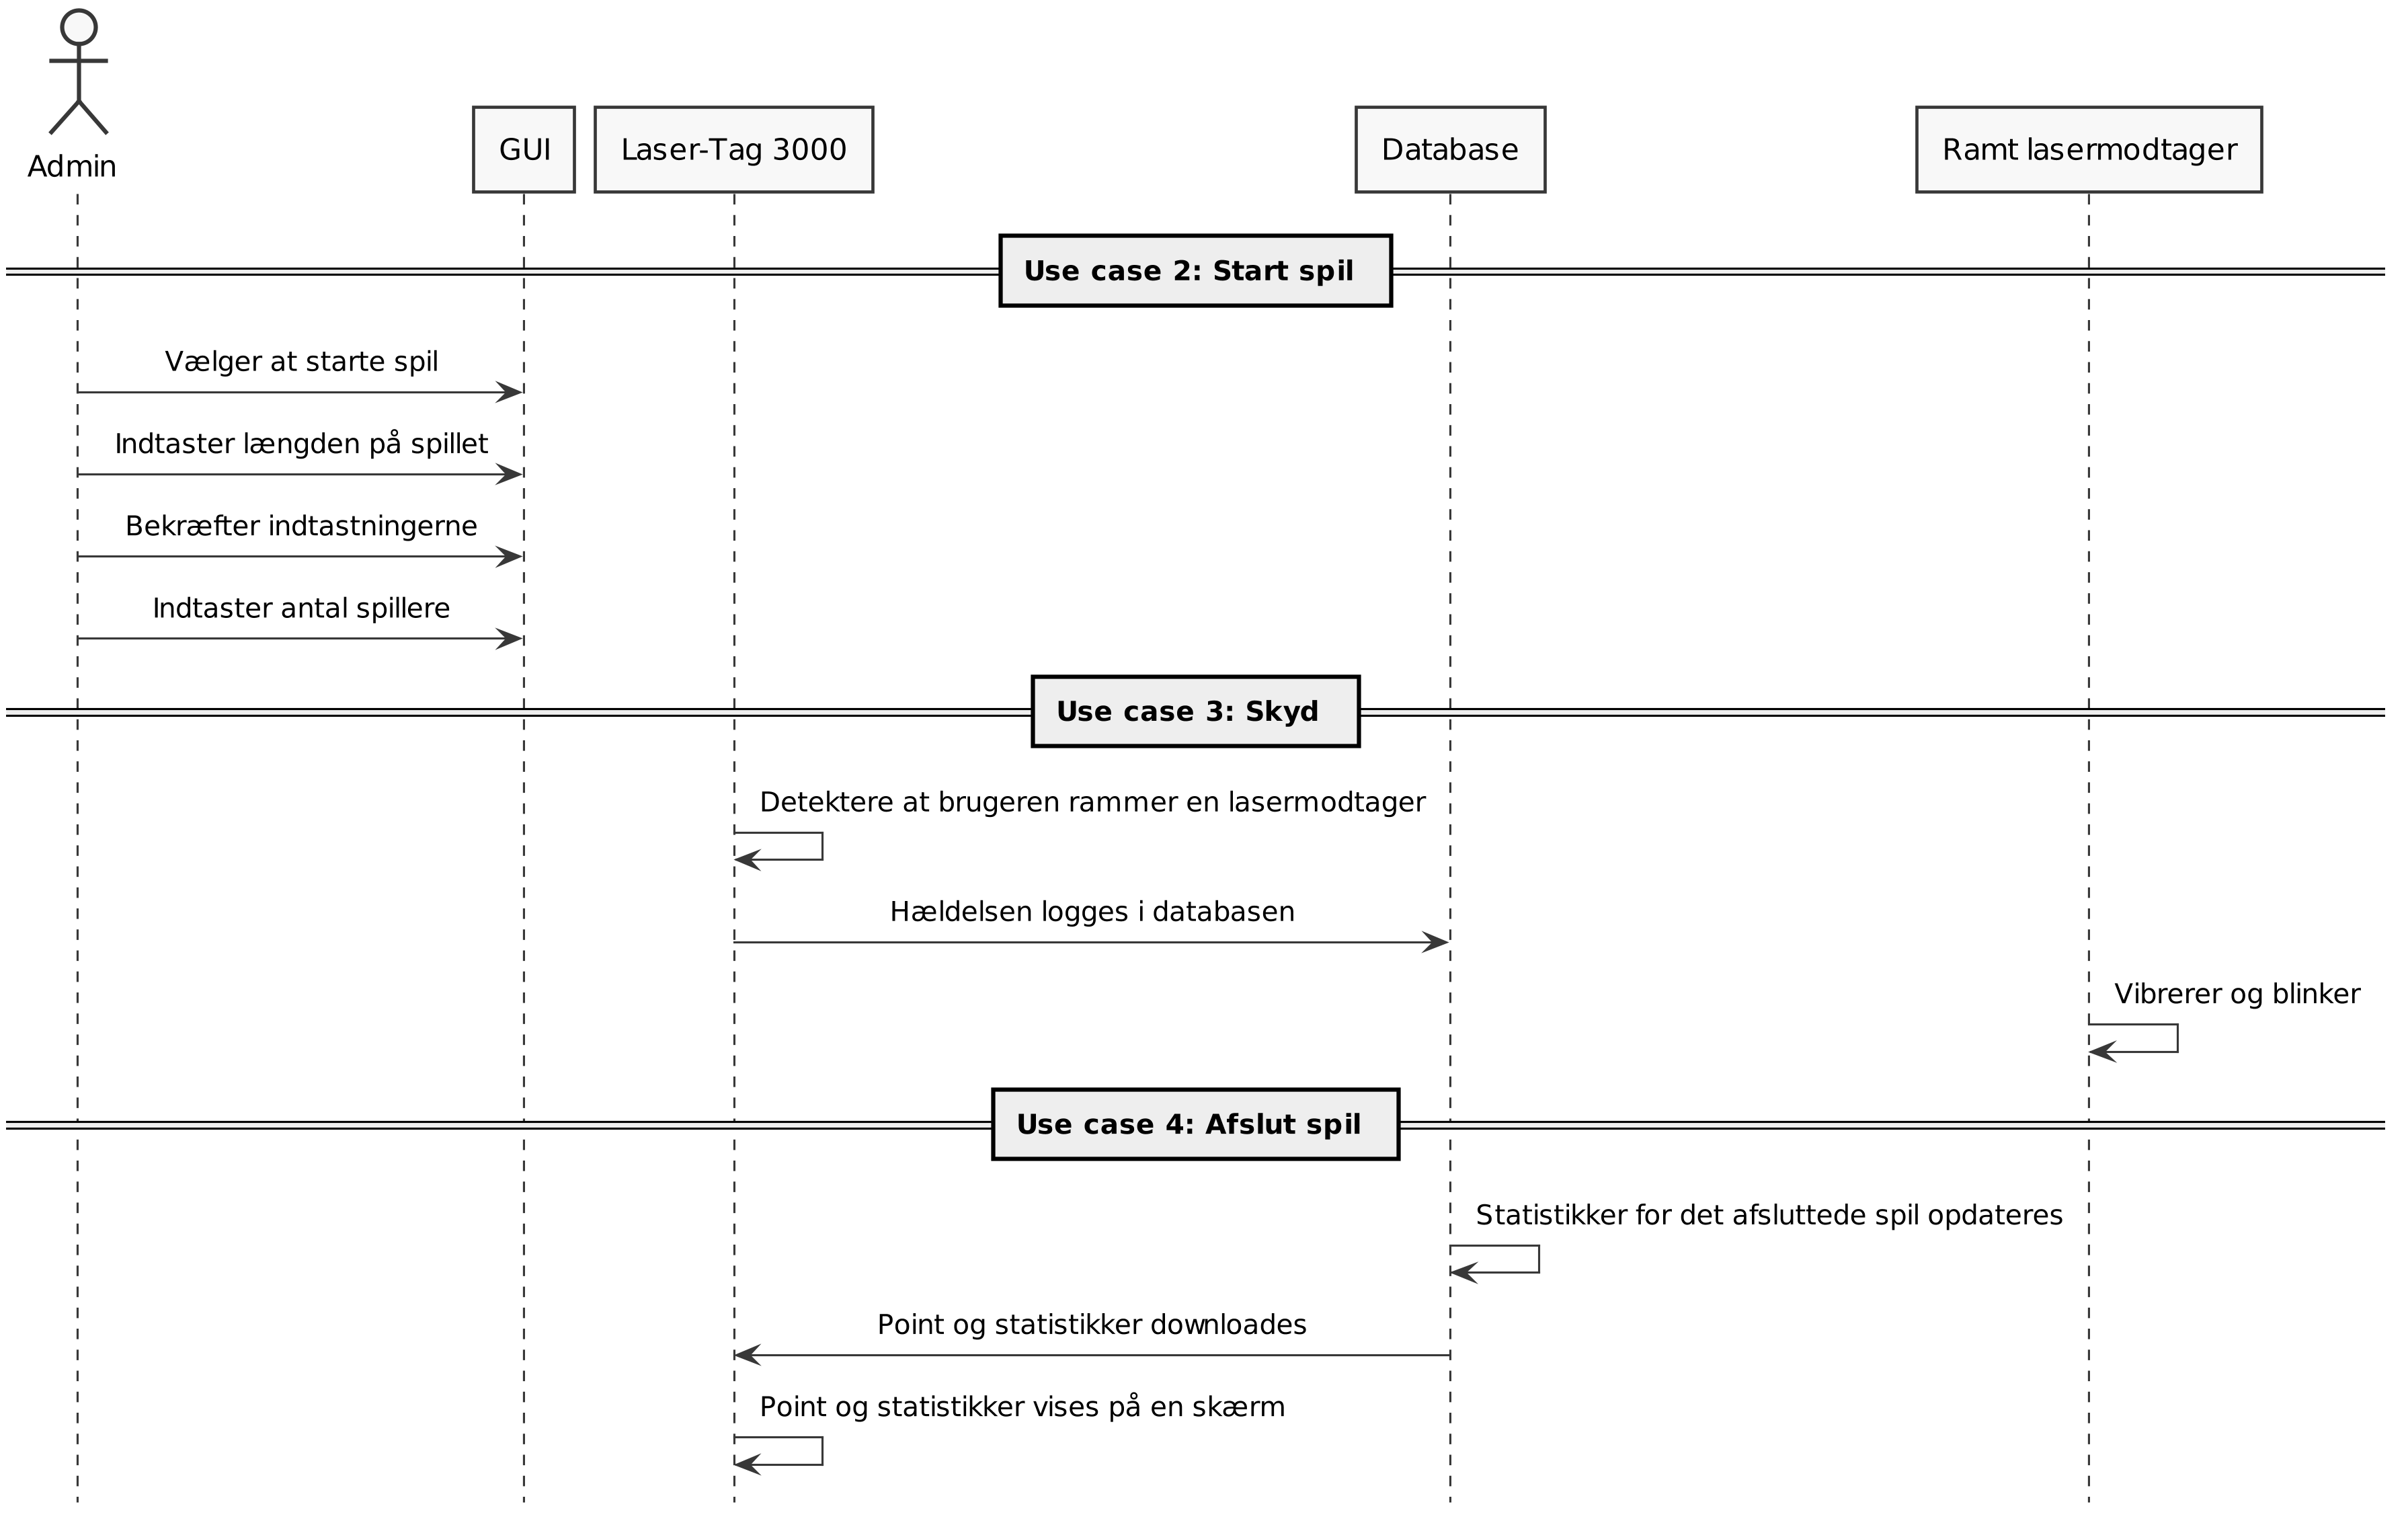 Admin
GUI
Laser-Tag 3000
Database
Ramt lasermodtager
Use case 2: Start spil
Vælger at starte spil
Indtaster længden på spillet
Bekræfter indtastningerne
Indtaster antal spillere
Use case 3: Skyd
Detektere at brugeren rammer en lasermodtager
Hældelsen logges i databasen
Vibrerer og blinker
Use case 4: Afslut spil
Statistikker for det afsluttede spil opdateres
Point og statistikker downloades
Point og statistikker vises på en skærm